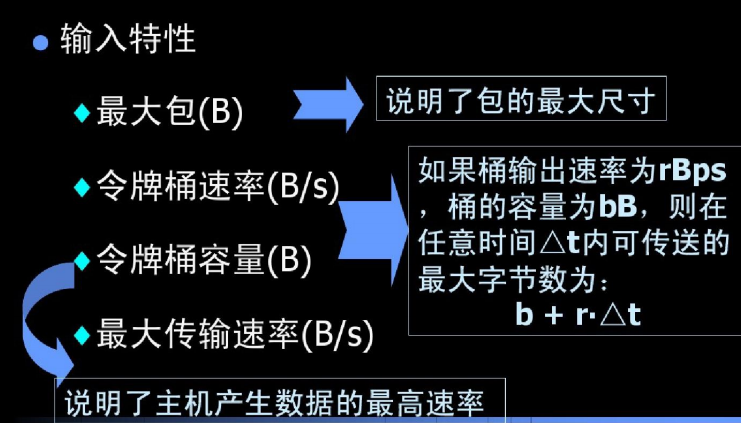 输入特性
最大包(B)
说明了包的最大尺寸
令牌桶速率(B/s)
令牌桶容量(B)
如果桶输出速率为rBps
，桶的容量为bB，则在
任意时间△t内可传送的
最大字节数为：
b + r·△t
最大传输速率(B/s)
说明了主机产生数据的最高速率